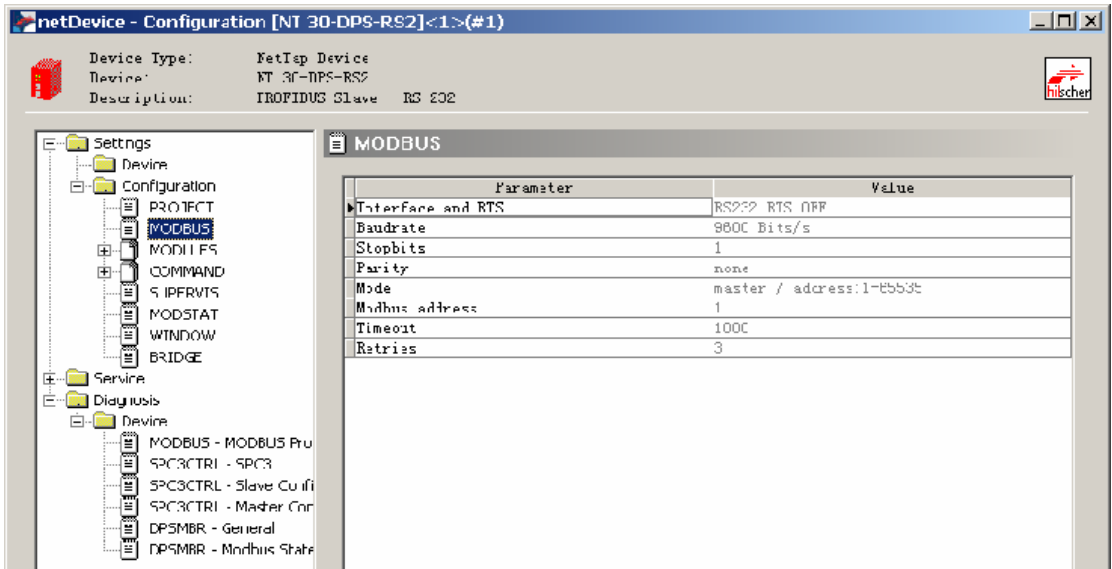 netDevice - Configuration [NT 30-DPS-RS2]<1>(#1)
Device Type: NetTap Device
Device: NT 30-DPS-RS2
Description: PROFIDUS Slave RS 232
hilscher
Settings
Device
Configuration
PROJECT
MODBUS
MODULES
COMMAND
SUPERVIS
MODSTAT
WINDOW
BRIDGE
Service
Diagnosis
Device
MODBUS - MODBUS Pro
SPC3CTRL - SPC3
SPC3CTRL - Slave Confi
SPC3CTRL - Master Con
DPSMBR - General
DPSMBR - Modbus State
MODBUS
Parameter Value
Interface and RTS RS232 RTS OFF
Baudrate 9600 Bits/s
Stopbits 1
Parity none
Mode master / address:1-65535
Modbus address 1
Timeout 1000
Retries 3